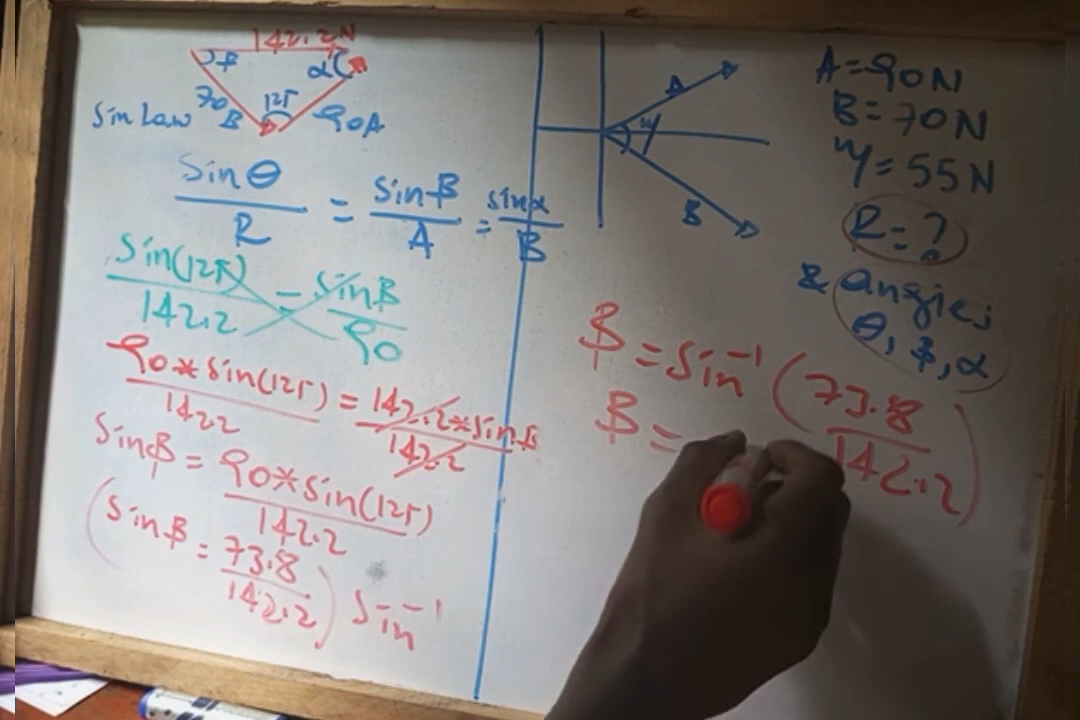 142.2N
β α
70 125
Sin Law B 90A
Sinθ / R = sinβ / A = sinα / B
Sin(125) / 142.2 = sinβ / 90
90*sin(125) / 142.2 = 142.2*sinβ / 142.2
Sinβ = 90*sin(125) / 142.2
(sinβ = 73.8 / 142.2) Sin⁻¹
A
B
A=90N
B=70N
Ψ=55N
R=?
& angle;
θ, β, α
β = sin⁻¹(73.8 / 142.2)
β =